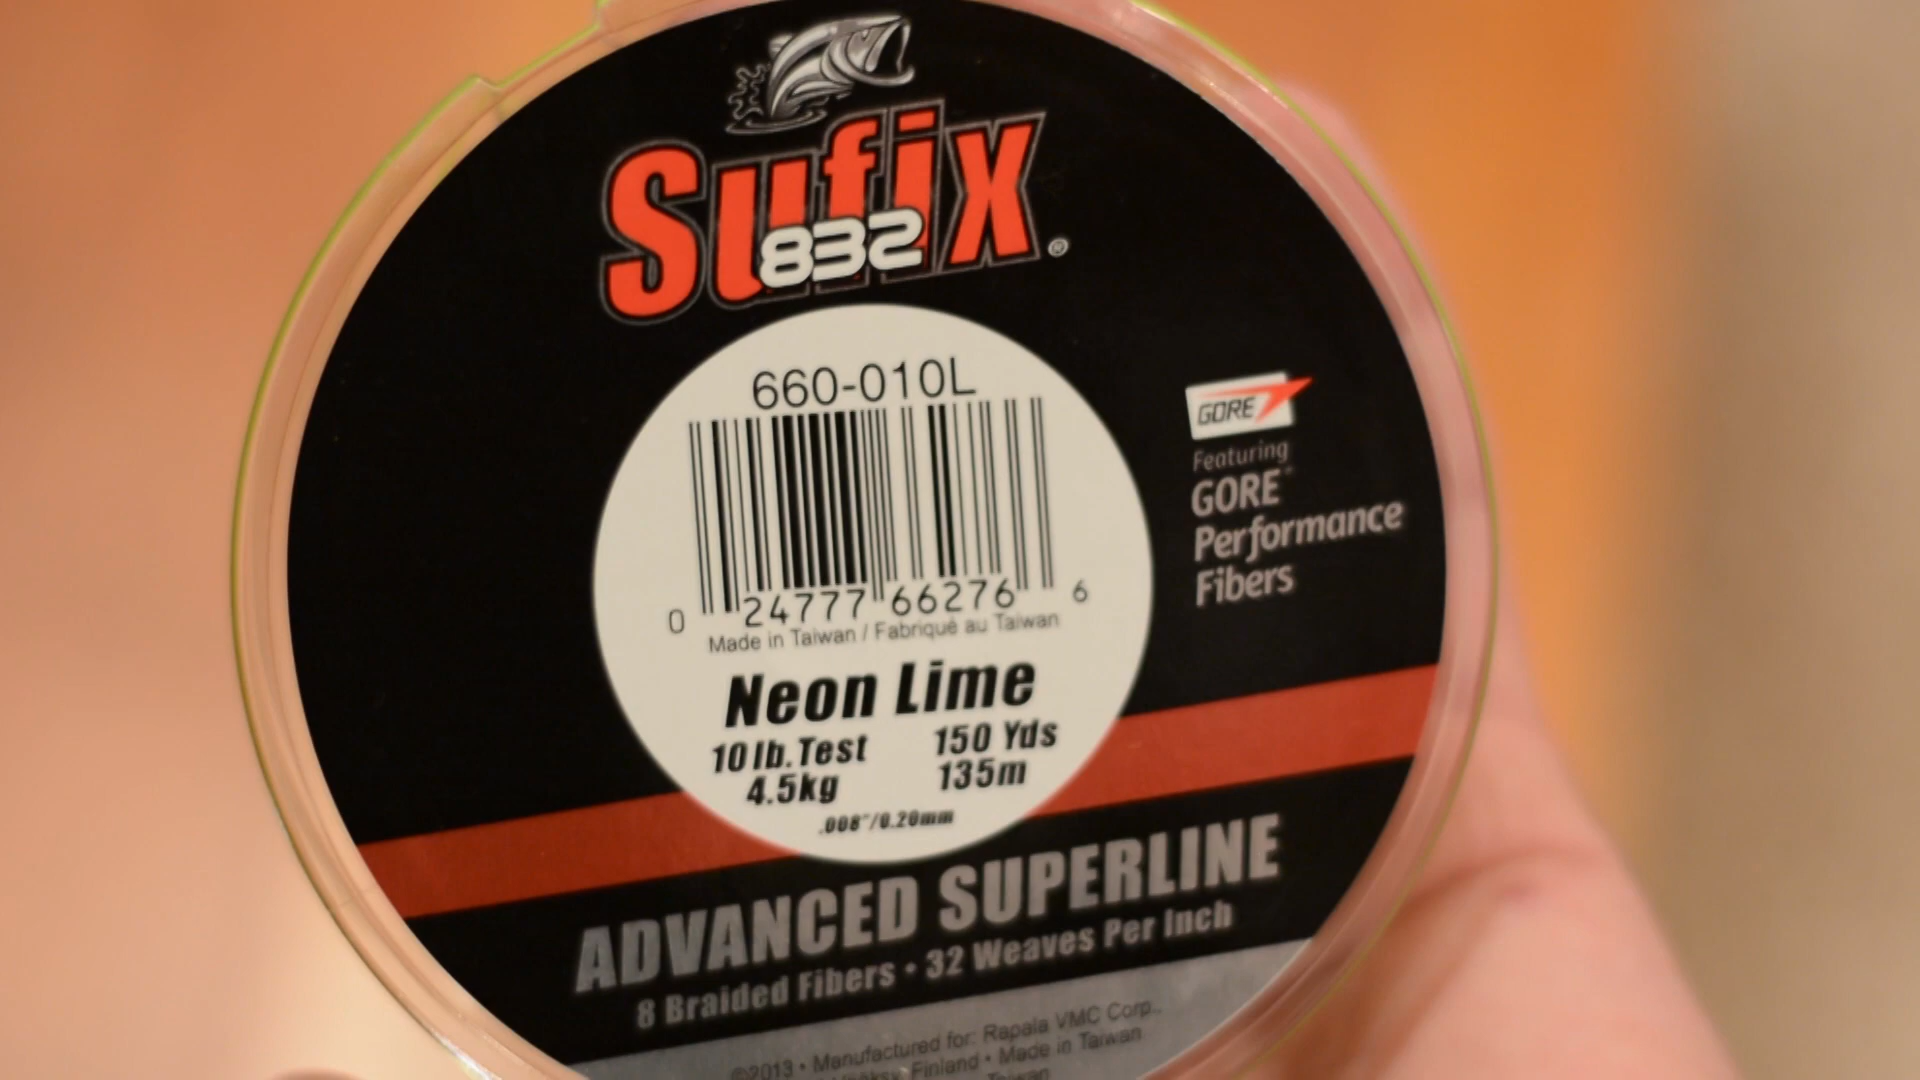 Sufix
832
®
660-010L
0 24777 66276 6
Made in Taiwan / Fabriqué au Taiwan
Neon Lime
10 lb. Test 150 Yds
4.5kg 135m
.008"/0.20mm
GORE
Featuring
GORE™
Performance
Fibers
ADVANCED SUPERLINE
8 Braided Fibers • 32 Weaves Per Inch
©2013 • Manufactured for: Rapala VMC Corp.,
Finland • Made in Taiwan
Taiwan